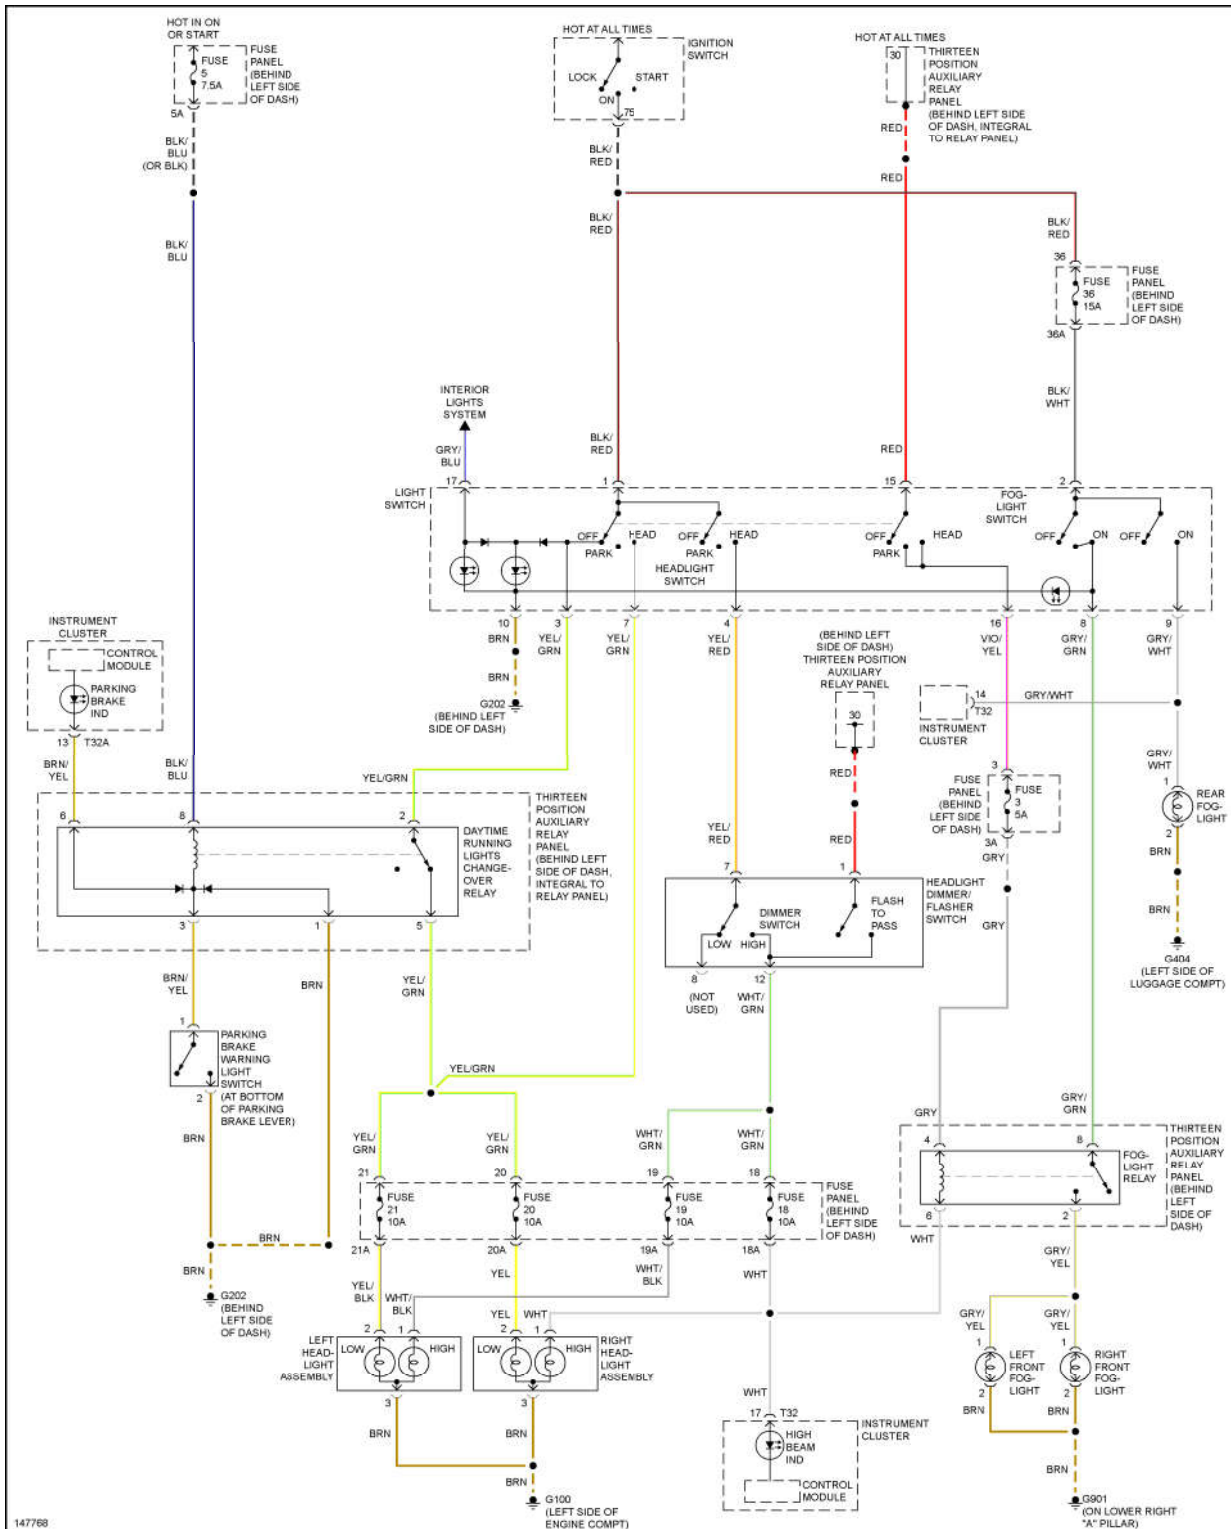 HOT IN ON
OR START
FUSE
5
7.5A
FUSE
PANEL
(BEHIND
LEFT SIDE
OF DASH)
5A
BLK/
BLU
(OR BLK)
BLK/
BLU
HOT AT ALL TIMES
LOCK
START
ON
75
IGNITION
SWITCH
BLK/
RED
BLK/
RED
HOT AT ALL TIMES
30
THIRTEEN
POSITION
AUXILIARY
RELAY
PANEL
(BEHIND LEFT SIDE
OF DASH, INTEGRAL
TO RELAY PANEL)
RED
RED
BLK/
RED
36
FUSE
36
15A
FUSE
PANEL
(BEHIND
LEFT SIDE
OF DASH)
36A
BLK/
WHT
INTERIOR
LIGHTS
SYSTEM
GRY/
BLU
BLK/
RED
RED
17
1
15
2
LIGHT
SWITCH
FOG-
LIGHT
SWITCH
OFF
HEAD
PARK
OFF
HEAD
PARK
HEADLIGHT
SWITCH
OFF
HEAD
PARK
OFF
ON
OFF
ON
10
3
7
4
16
8
9
BRN
YEL/
GRN
YEL/
GRN
YEL/
RED
VIO/
YEL
GRY/
GRN
GRY/
WHT
BRN
G202
(BEHIND LEFT
SIDE OF DASH)
INSTRUMENT
CLUSTER
CONTROL
MODULE
PARKING
BRAKE
IND
13
T32A
BRN/
YEL
BLK/
BLU
YEL/GRN
(BEHIND LEFT
SIDE OF DASH)
THIRTEEN POSITION
AUXILIARY
RELAY PANEL
30
RED
RED
YEL/
RED
14
T32
GRY/WHT
INSTRUMENT
CLUSTER
GRY/
WHT
3
FUSE
3
5A
FUSE
PANEL
(BEHIND
LEFT SIDE
OF DASH)
3A
GRY
GRY
1
REAR
FOG-
LIGHT
2
BRN
BRN
G404
(LEFT SIDE OF
LUGGAGE COMPT)
6
8
2
DAYTIME
RUNNING
LIGHTS
CHANGE-
OVER
RELAY
THIRTEEN
POSITION
AUXILIARY
RELAY
PANEL
(BEHIND LEFT
SIDE OF DASH,
INTEGRAL TO
RELAY PANEL)
3
1
5
BRN/
YEL
BRN
YEL/
GRN
7
1
HEADLIGHT
DIMMER/
FLASHER
SWITCH
DIMMER
SWITCH
FLASH
TO
PASS
LOW
HIGH
8
12
(NOT
USED)
WHT/
GRN
1
PARKING
BRAKE
WARNING
LIGHT
SWITCH
(AT BOTTOM
OF PARKING
BRAKE LEVER)
2
BRN
BRN
BRN
G202
(BEHIND
LEFT SIDE
OF DASH)
YEL/GRN
YEL/
GRN
YEL/
GRN
WHT/
GRN
WHT/
GRN
21
20
19
18
FUSE
21
10A
FUSE
20
10A
FUSE
19
10A
FUSE
18
10A
FUSE
PANEL
(BEHIND
LEFT SIDE
OF DASH)
21A
20A
19A
18A
YEL/
BLK
YEL
WHT/
BLK
WHT
WHT/
BLK
YEL
WHT
2
1
2
1
LEFT
HEAD-
LIGHT
ASSEMBLY
LOW
HIGH
LOW
HIGH
RIGHT
HEAD-
LIGHT
ASSEMBLY
3
3
BRN
BRN
BRN
G100
(LEFT SIDE OF
ENGINE COMPT)
WHT
17
T32
HIGH
BEAM
IND
CONTROL
MODULE
INSTRUMENT
CLUSTER
GRY
GRY/
GRN
4
8
FOG-
LIGHT
RELAY
THIRTEEN
POSITION
AUXILIARY
RELAY
PANEL
(BEHIND
LEFT
SIDE OF
DASH)
6
2
WHT
GRY/
YEL
GRY/
YEL
GRY/
YEL
1
1
LEFT
FRONT
FOG-
LIGHT
RIGHT
FRONT
FOG-
LIGHT
2
2
BRN
BRN
BRN
G901
(ON LOWER RIGHT
"A" PILLAR)
147768